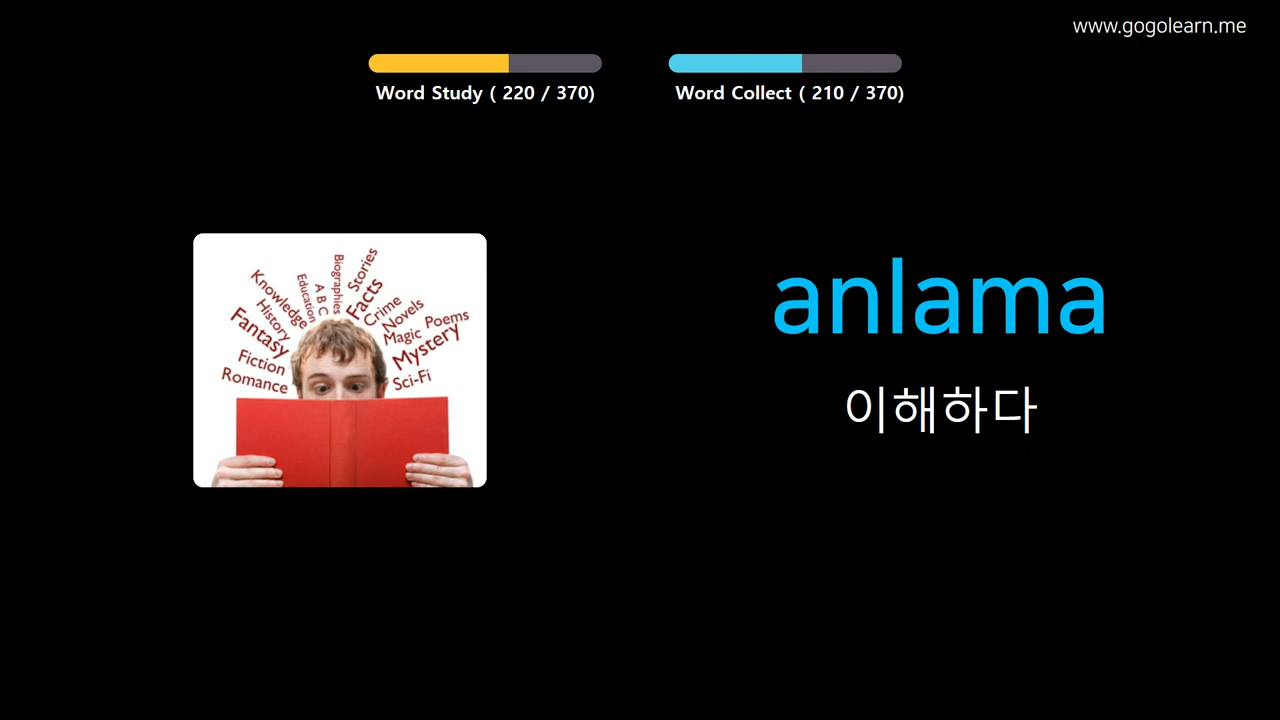 www.gogolearn.me
Word Study ( 220 / 370)
Word Collect ( 210 / 370)
Biographies
Stories
Knowledge
Education
A B C
Facts
History
Crime
Novels
Fantasy
Magic
Poems
Mystery
Fiction
Romance
Sci-Fi
anlama
이해하다